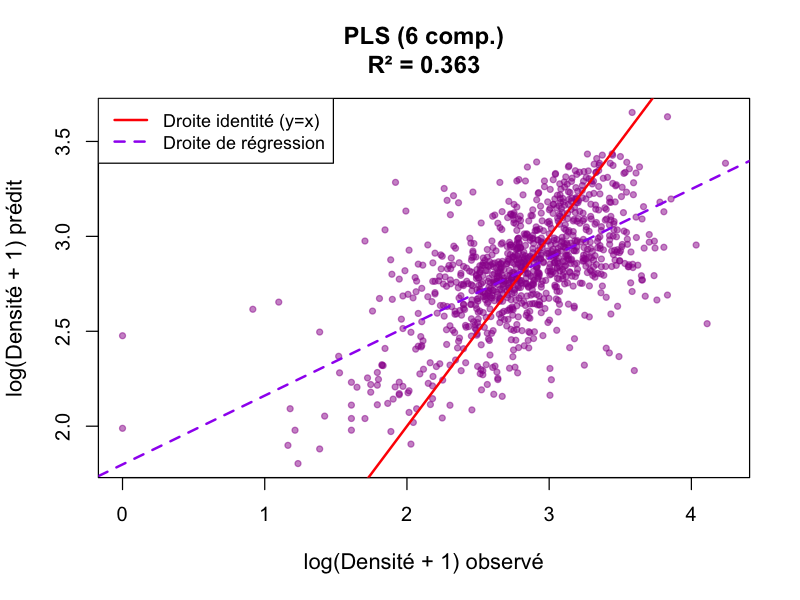 PLS (6 comp.)
R² = 0.363
Droite identité (y=x)
Droite de régression
log(Densité + 1) prédit
3.5
3.0
2.5
2.0
0 1 2 3 4
log(Densité + 1) observé